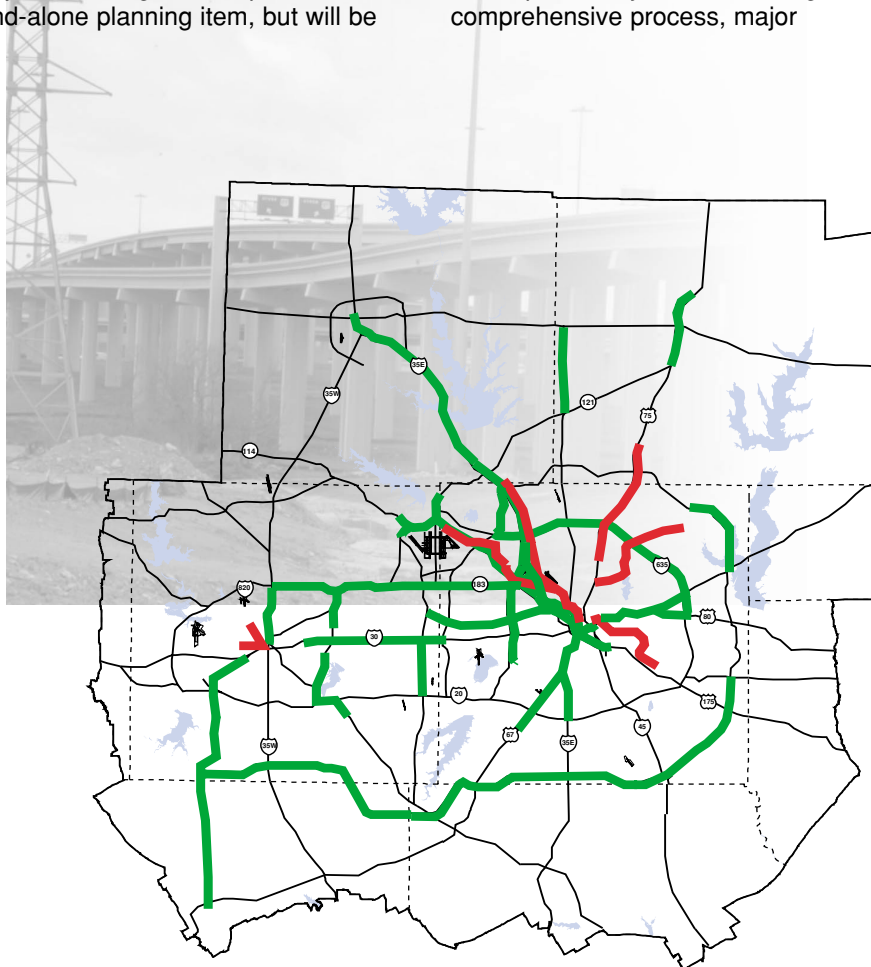 nd-alone planning item, but will be
comprehensive process, major
35E
35W
121
75
114
635
820
183
80
30
20
175
67
35W
35E
45